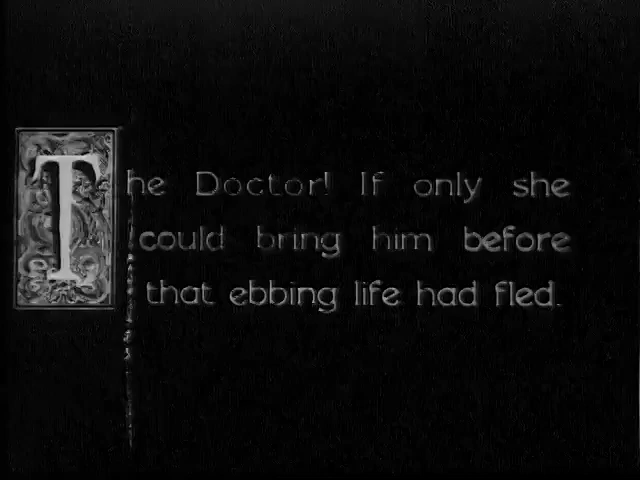 The Doctor! If only she
could bring him before
that ebbing life had fled.